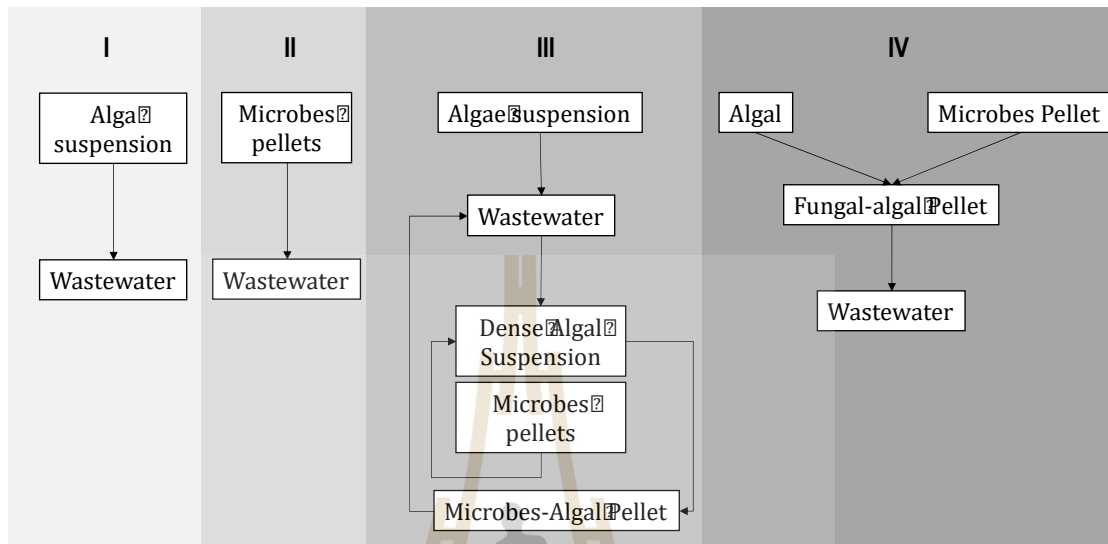 I
II
III
IV
Alga
suspension
Microbes
pellets
Algae suspension
Algal
Microbes Pellet
Wastewater
Fungal-algal Pellet
Wastewater
Wastewater
Wastewater
Dense Algal
Suspension
Microbes
pellets
Microbes-Algal Pellet